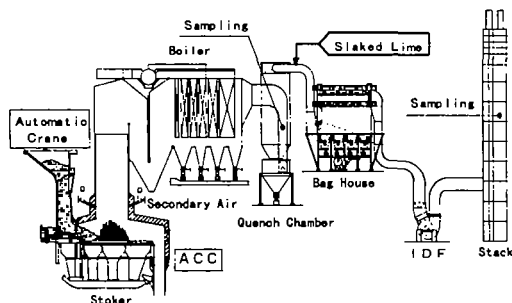 Sampling
Boiler
Slaked Lime
Automatic
Crane
Sampling
Secondary Air
Bag House
Quench Chamber
ACC
IDF
Stack
Stoker